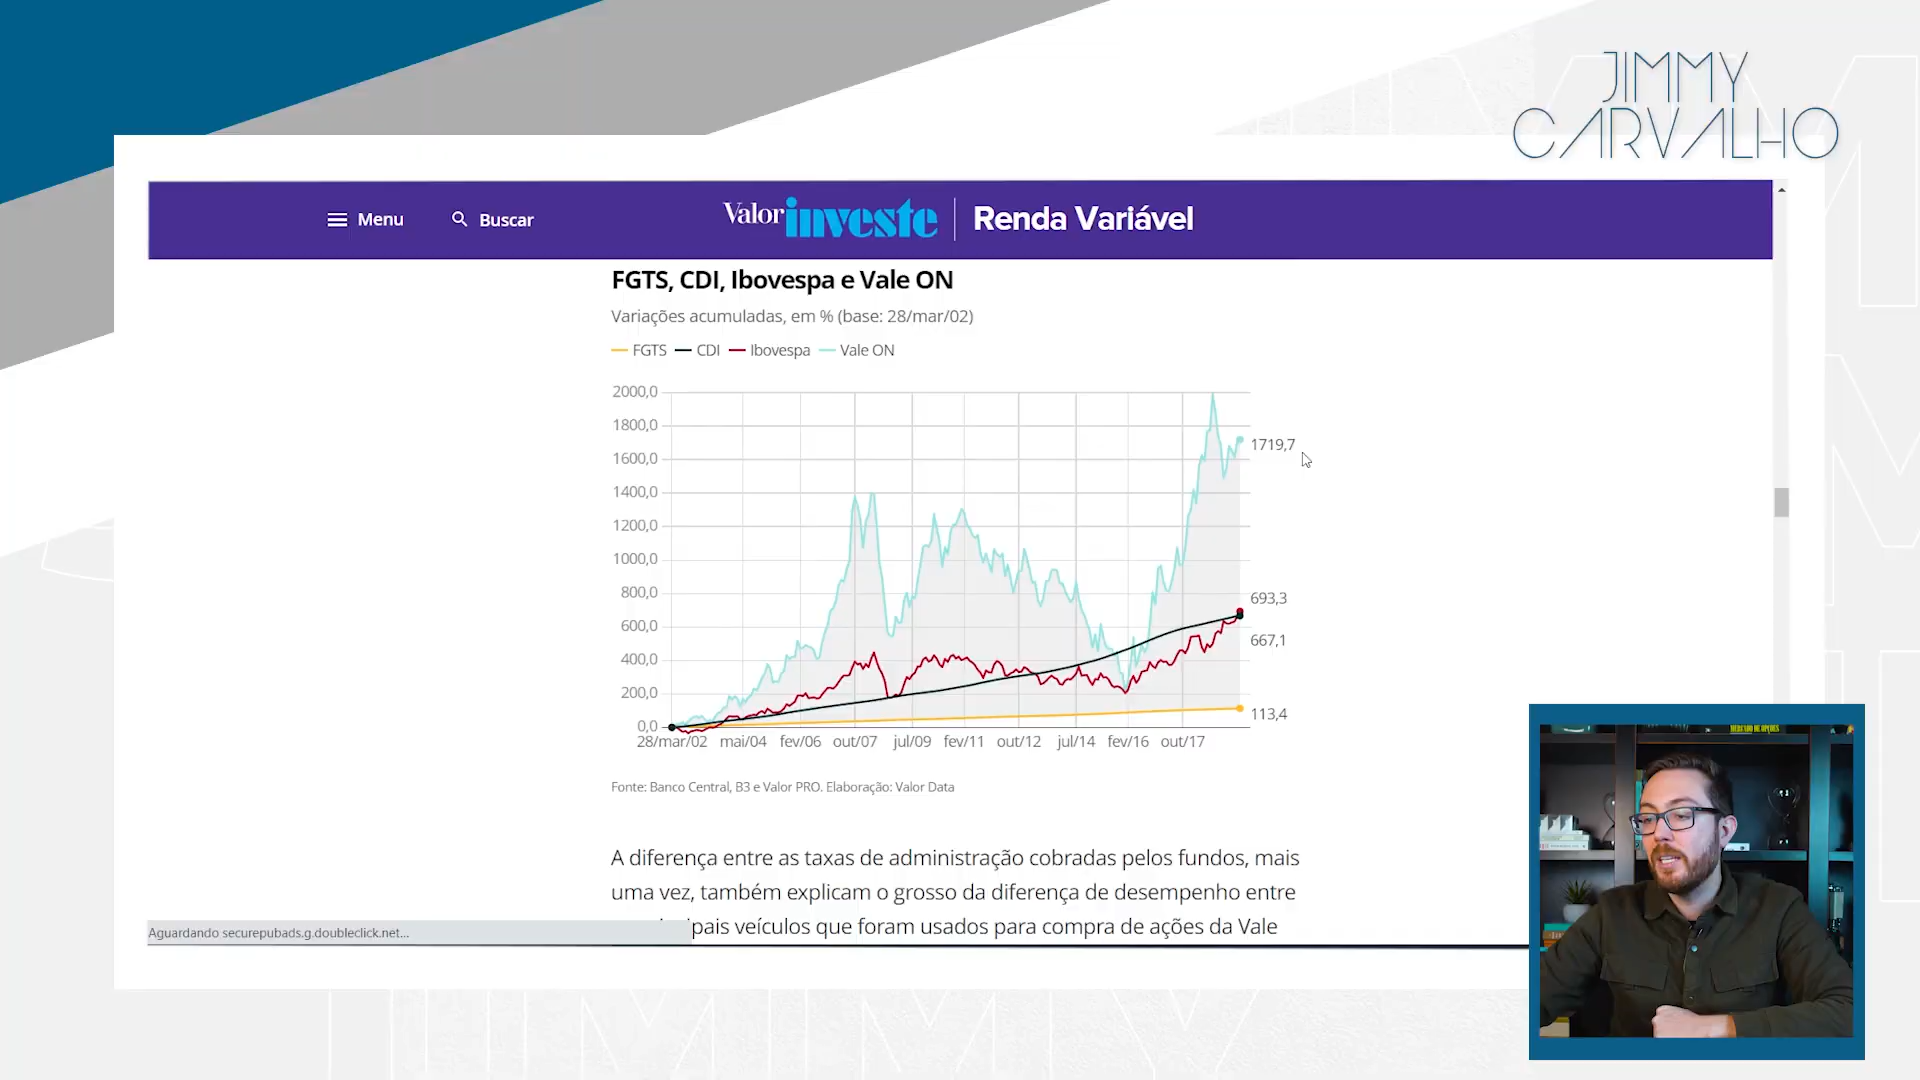 JIMMY
CARVALHO
Menu
Buscar
Valor investe
Renda Variável
FGTS, CDI, Ibovespa e Vale ON
Variações acumuladas, em % (base: 28/mar/02)
FGTS CDI Ibovespa Vale ON
2000,0
1800,0
1600,0
1400,0
1200,0
1000,0
800,0
600,0
400,0
200,0
0,0
1719,7
693,3
667,1
113,4
28/mar/02 mai/04 fev/06 out/07 jul/09 fev/11 out/12 jul/14 fev/16 out/17
Fonte: Banco Central, B3 e Valor PRO. Elaboração: Valor Data
A diferença entre as taxas de administração cobradas pelos fundos, mais
uma vez, também explicam o grosso da diferença de desempenho entre
pais veículos que foram usados para compra de ações da Vale
Aguardando securepubads.g.doubleclick.net...
MERCADO DE OPÇÕES